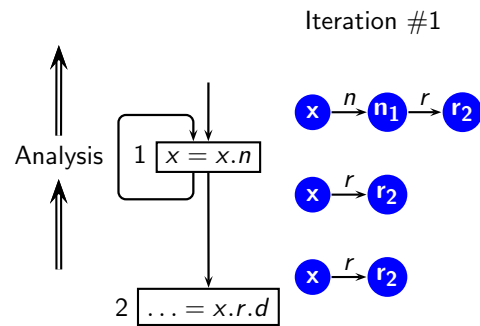 Iteration #1
x n n₁ r r₂
Analysis 1 x = x.n
x r r₂
x r r₂
2 ... = x.r.d